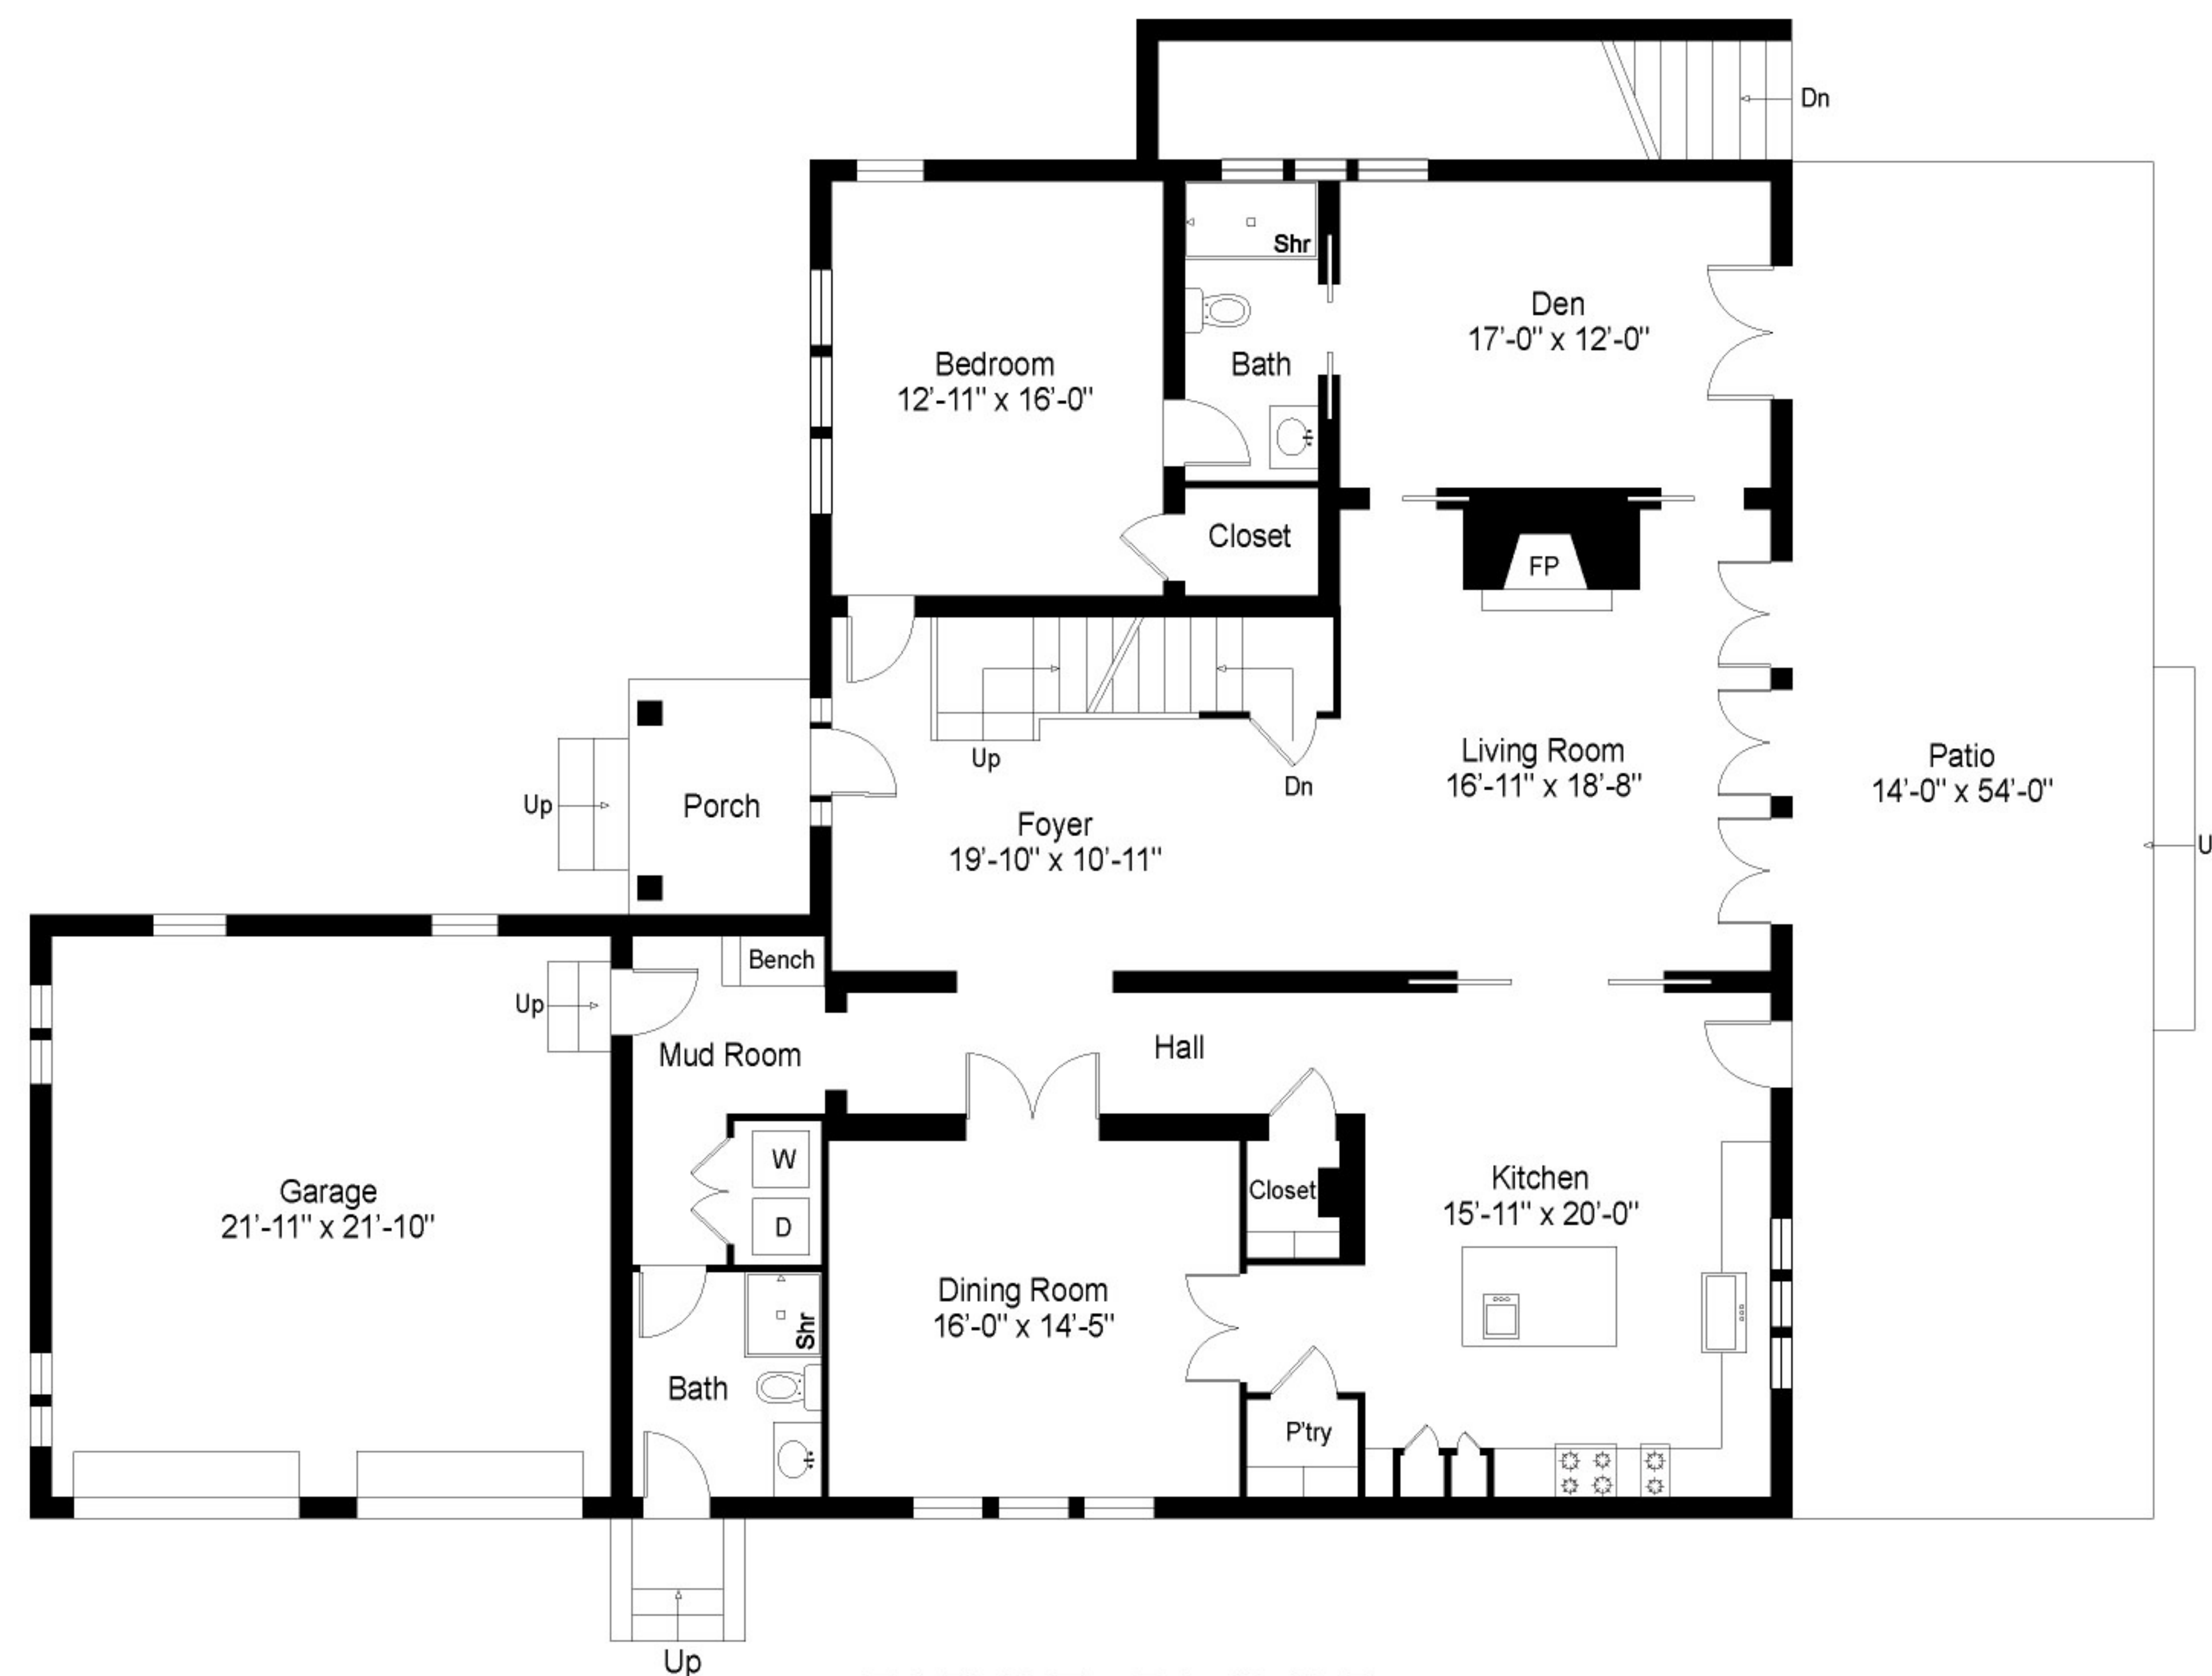 Dn
Shr
Den
17'-0" x 12'-0"
Bedroom
12'-11" x 16'-0"
Bath
Closet
FP
Up
Dn
Living Room
16'-11" x 18'-8"
Patio
14'-0" x 54'-0"
Up
Porch
Foyer
19'-10" x 10'-11"
U
Bench
Up
Mud Room
Hall
W
D
Closet
Kitchen
15'-11" x 20'-0"
Garage
21'-11" x 21'-10"
Dining Room
16'-0" x 14'-5"
Shr
Bath
P'try
Up